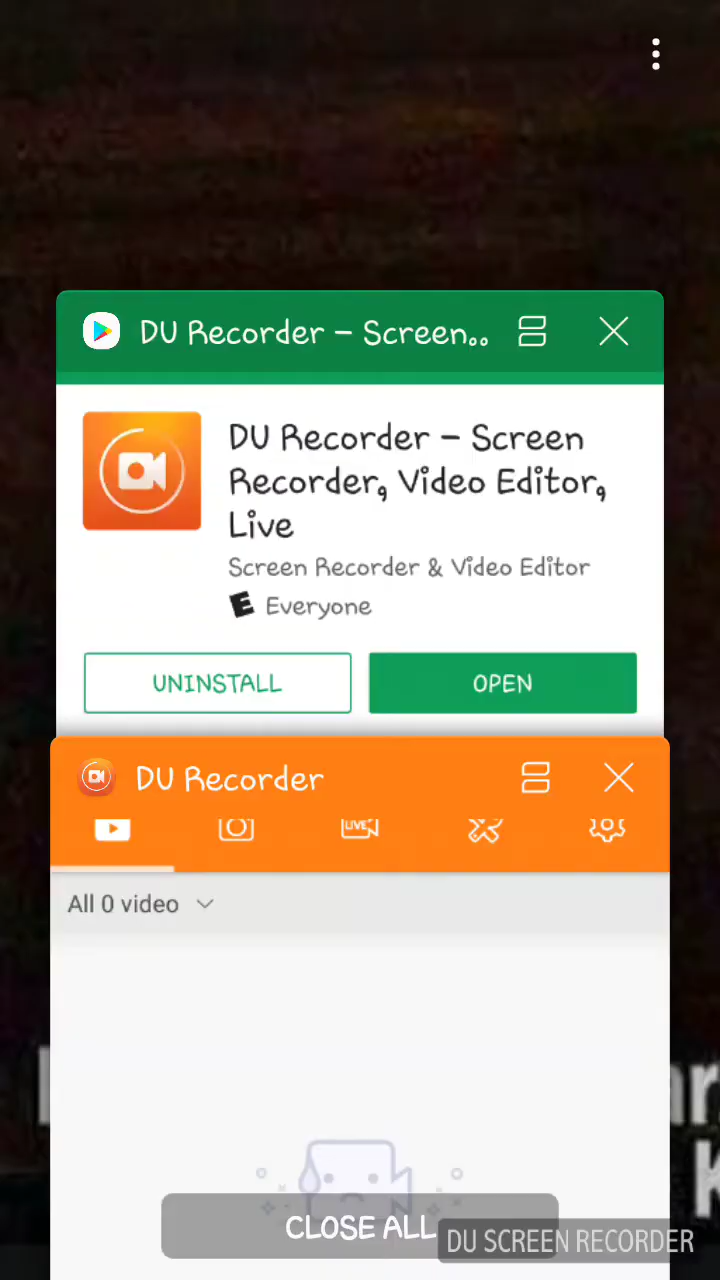 DU Recorder – Screen..
DU Recorder – Screen
Recorder, Video Editor,
Live
Screen Recorder & Video Editor
E Everyone
UNINSTALL
OPEN
DU Recorder
LIVE
All 0 video
CLOSE ALL
DU SCREEN RECORDER